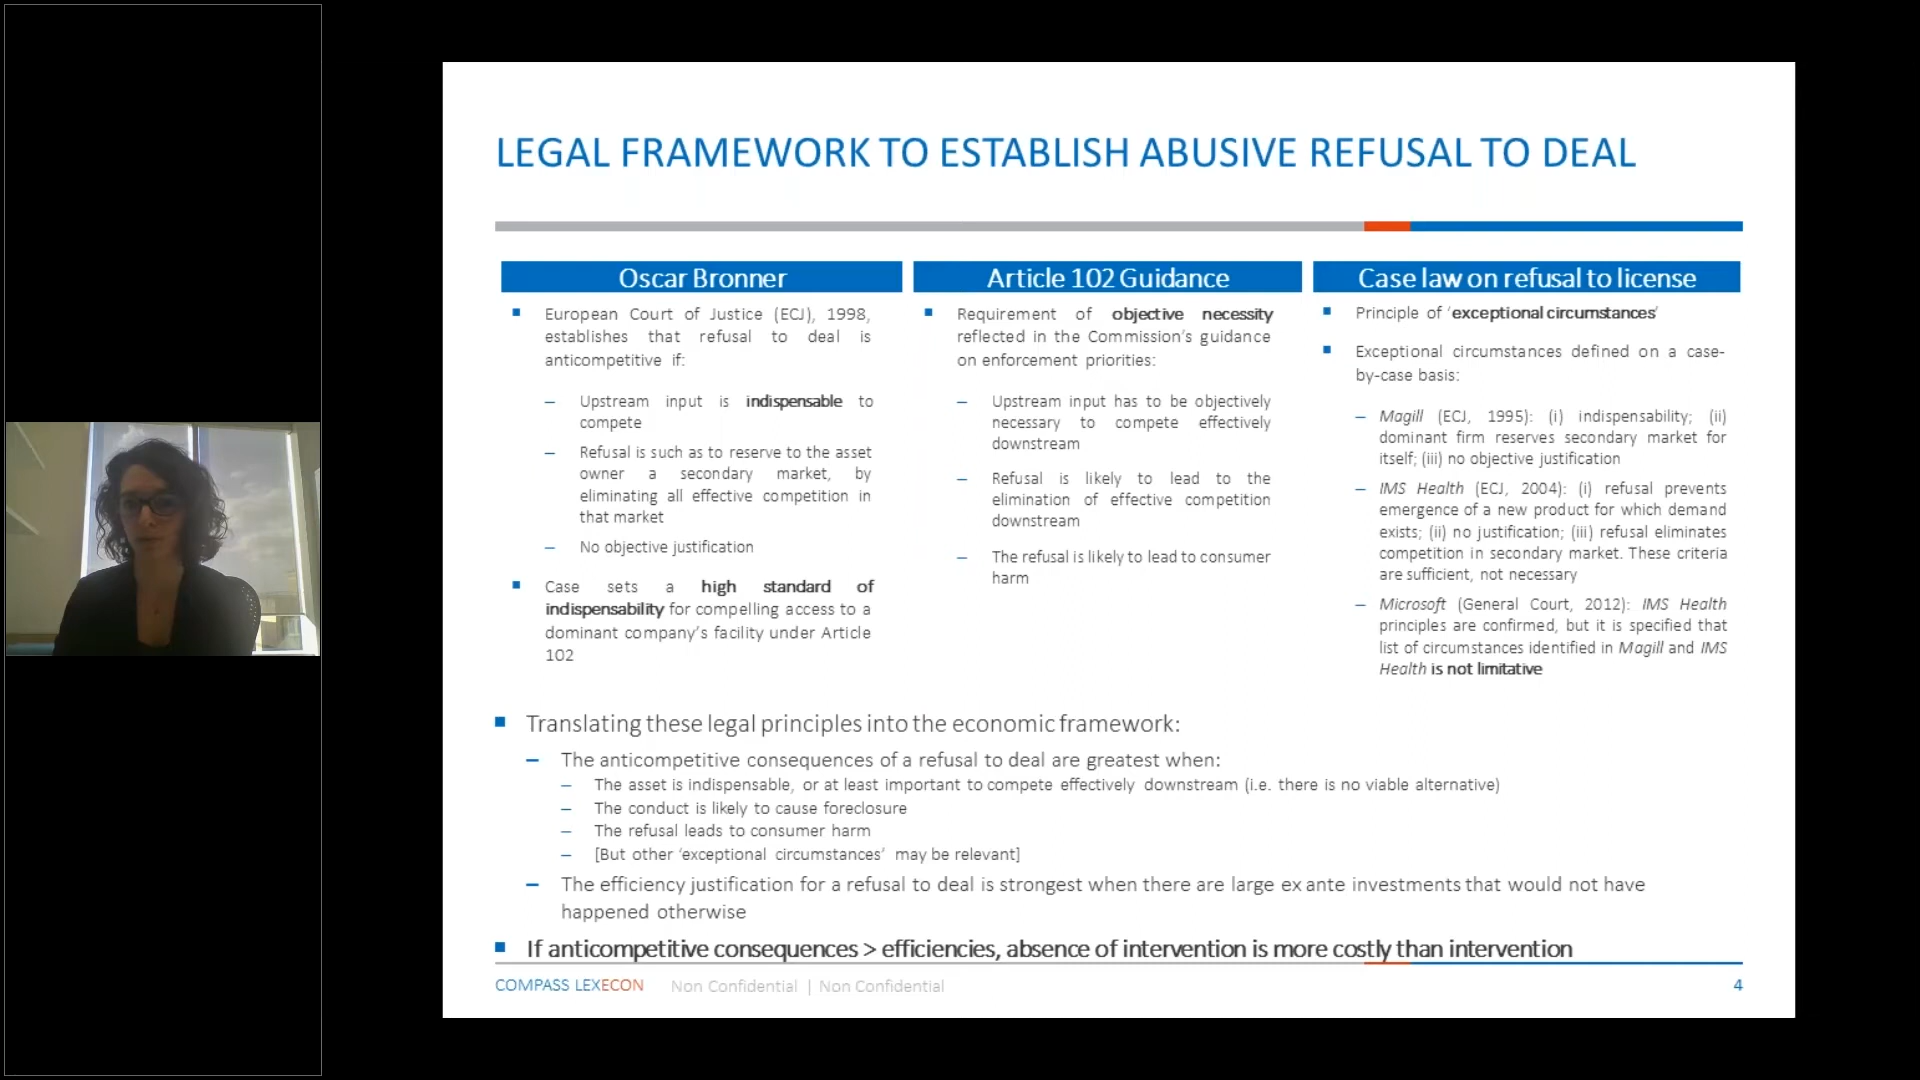 LEGAL FRAMEWORK TO ESTABLISH ABUSIVE REFUSAL TO DEAL
Oscar Bronner
European Court of Justice (ECJ), 1998,
establishes that refusal to deal is
anticompetitive if:
– Upstream input is indispensable to
compete
– Refusal is such as to reserve to the asset
owner a secondary market, by
eliminating all effective competition in
that market
– No objective justification
Case sets a high standard of
indispensability for compelling access to a
dominant company's facility under Article
102
Article 102 Guidance
Requirement of objective necessity
reflected in the Commission's guidance
on enforcement priorities:
– Upstream input has to be objectively
necessary to compete effectively
downstream
– Refusal is likely to lead to the
elimination of effective competition
downstream
– The refusal is likely to lead to consumer
harm
Case law on refusal to license
Principle of 'exceptional circumstances'
Exceptional circumstances defined on a case-
by-case basis:
– Magill (ECJ, 1995): (i) indispensability; (ii)
dominant firm reserves secondary market for
itself; (iii) no objective justification
– IMS Health (ECJ, 2004): (i) refusal prevents
emergence of a new product for which demand
exists; (ii) no justification; (iii) refusal eliminates
competition in secondary market. These criteria
are sufficient, not necessary
– Microsoft (General Court, 2012): IMS Health
principles are confirmed, but it is specified that
list of circumstances identified in Magill and IMS
Health is not limitative
Translating these legal principles into the economic framework:
– The anticompetitive consequences of a refusal to deal are greatest when:
– The asset is indispensable, or at least important to compete effectively downstream (i.e. there is no viable alternative)
– The conduct is likely to cause foreclosure
– The refusal leads to consumer harm
– [But other 'exceptional circumstances' may be relevant]
– The efficiency justification for a refusal to deal is strongest when there are large ex ante investments that would not have
happened otherwise
If anticompetitive consequences > efficiencies, absence of intervention is more costly than intervention
COMPASS LEXECON Non Confidential | Non Confidential 4